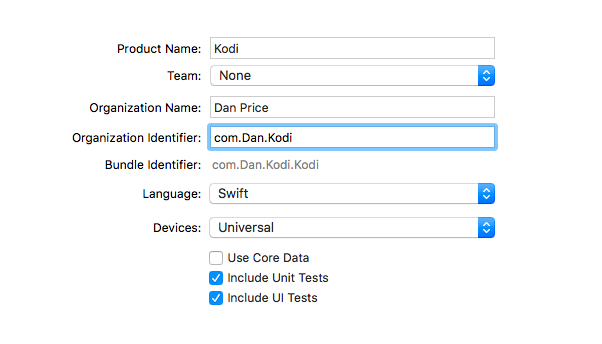 Product Name: Kodi
Team: None
Organization Name: Dan Price
Organization Identifier: com.Dan.Kodi
Bundle Identifier: com.Dan.Kodi.Kodi
Language: Swift
Devices: Universal
Use Core Data
Include Unit Tests
Include UI Tests